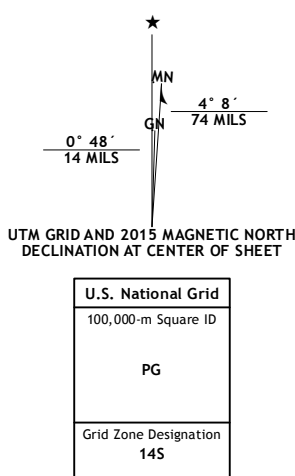 ★
MN
GN
4° 8´
74 MILS
0° 48´
14 MILS
UTM GRID AND 2015 MAGNETIC NORTH
DECLINATION AT CENTER OF SHEET
U.S. National Grid
100,000-m Square ID
PG
Grid Zone Designation
14S